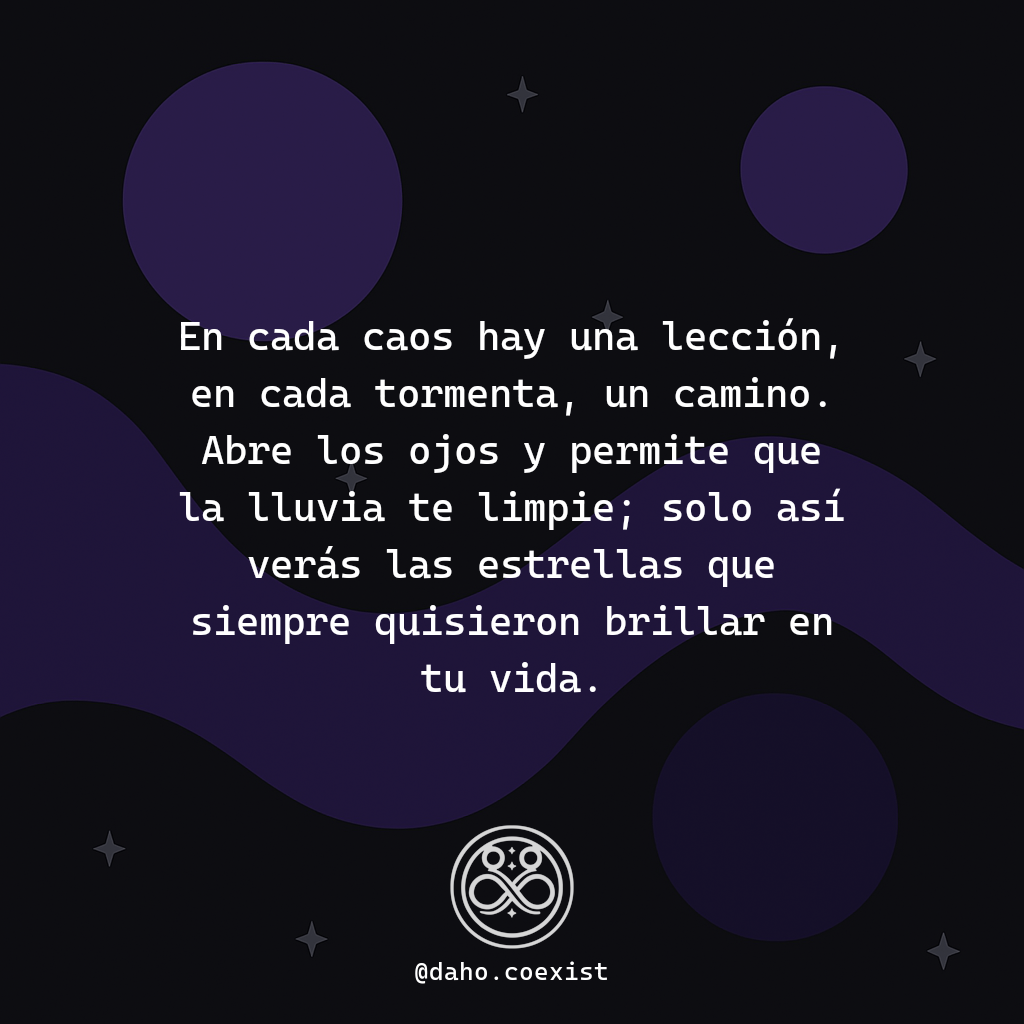 En cada caos hay una lección,
en cada tormenta, un camino.
Abre los ojos y permite que
la lluvia te limpie; solo así
verás las estrellas que
siempre quisieron brillar en
tu vida.
@daho.coexist